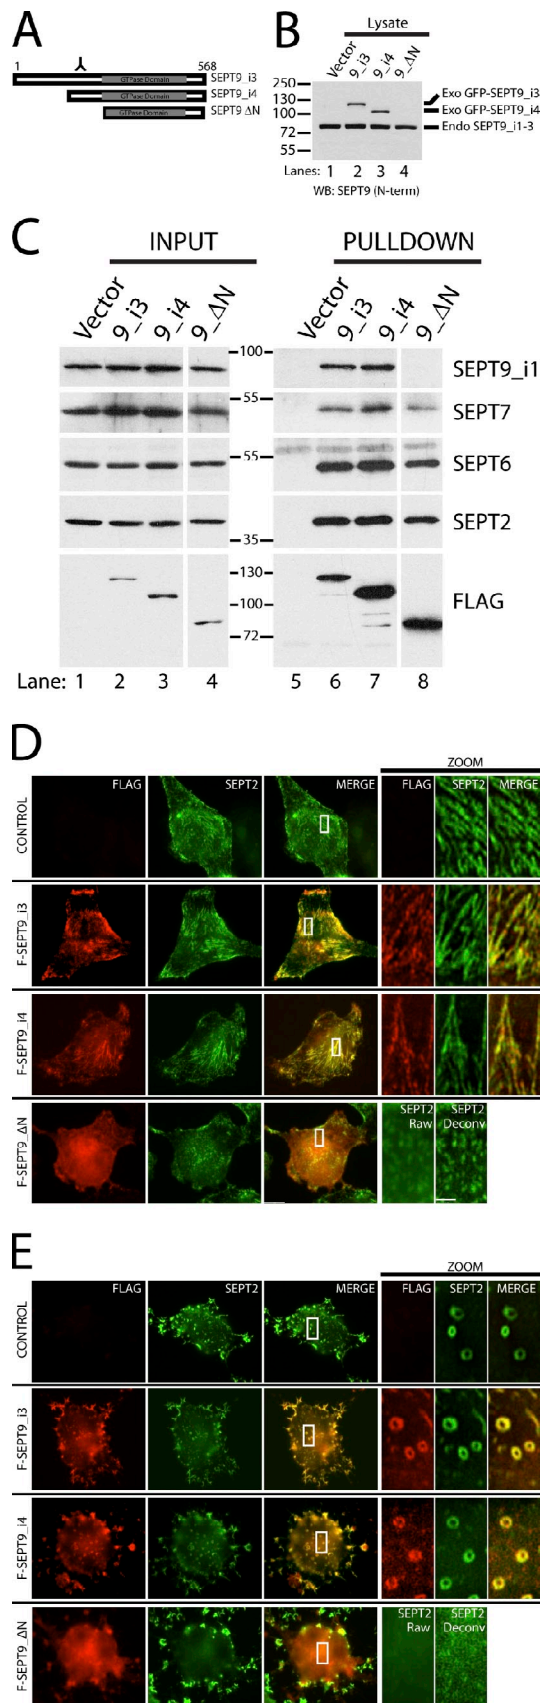 A
1 568
GTPase Domain SEPT9_i3
GTPase Domain SEPT9_i4
GTPase Domain SEPT9 ΔN
B
Lysate
Vector 9_i3 9_i4 9_ΔN
250
130
100
72
55
Exo GFP-SEPT9_i3
Exo GFP-SEPT9_i4
Endo SEPT9_i1-3
Lanes: 1 2 3 4
WB: SEPT9 (N-term)
C
INPUT PULLDOWN
Vector 9_i3 9_i4 9_ΔN Vector 9_i3 9_i4 9_ΔN
100 SEPT9_i1
55 SEPT7
55 SEPT6
SEPT2
35
130
100 FLAG
72
Lane: 1 2 3 4 5 6 7 8
D
ZOOM
FLAG SEPT2 MERGE FLAG SEPT2 MERGE
CONTROL
F-SEPT9_i3
F-SEPT9_i4
F-SEPT9_ΔN
SEPT2 Raw
SEPT2 Deconv
E
ZOOM
FLAG SEPT2 MERGE FLAG SEPT2 MERGE
CONTROL
F-SEPT9_i3
F-SEPT9_i4
F-SEPT9_ΔN
SEPT2 Raw
SEPT2 Deconv